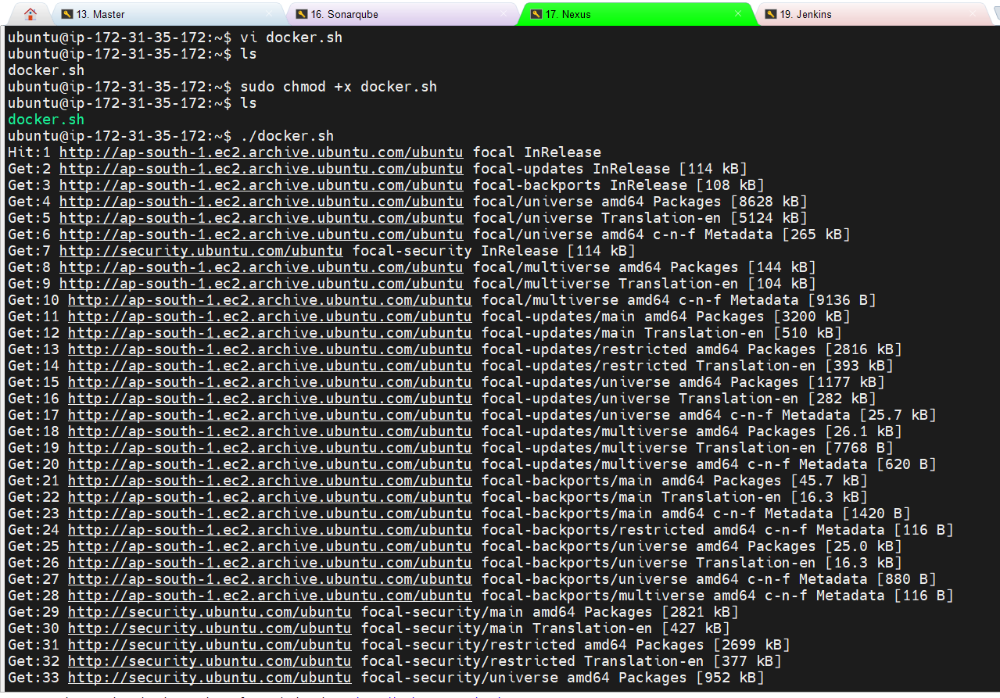 13. Master
16. Sonarqube
17. Nexus
19. Jenkins
ubuntu@ip-172-31-35-172:~$ vi docker.sh
ubuntu@ip-172-31-35-172:~$ ls
docker.sh
ubuntu@ip-172-31-35-172:~$ sudo chmod +x docker.sh
ubuntu@ip-172-31-35-172:~$ ls
docker.sh
ubuntu@ip-172-31-35-172:~$ ./docker.sh
Hit:1 http://ap-south-1.ec2.archive.ubuntu.com/ubuntu focal InRelease
Get:2 http://ap-south-1.ec2.archive.ubuntu.com/ubuntu focal-updates InRelease [114 kB]
Get:3 http://ap-south-1.ec2.archive.ubuntu.com/ubuntu focal-backports InRelease [108 kB]
Get:4 http://ap-south-1.ec2.archive.ubuntu.com/ubuntu focal/universe amd64 Packages [8628 kB]
Get:5 http://ap-south-1.ec2.archive.ubuntu.com/ubuntu focal/universe Translation-en [5124 kB]
Get:6 http://ap-south-1.ec2.archive.ubuntu.com/ubuntu focal/universe amd64 c-n-f Metadata [265 kB]
Get:7 http://security.ubuntu.com/ubuntu focal-security InRelease [114 kB]
Get:8 http://ap-south-1.ec2.archive.ubuntu.com/ubuntu focal/multiverse amd64 Packages [144 kB]
Get:9 http://ap-south-1.ec2.archive.ubuntu.com/ubuntu focal/multiverse Translation-en [104 kB]
Get:10 http://ap-south-1.ec2.archive.ubuntu.com/ubuntu focal/multiverse amd64 c-n-f Metadata [9136 B]
Get:11 http://ap-south-1.ec2.archive.ubuntu.com/ubuntu focal-updates/main amd64 Packages [3200 kB]
Get:12 http://ap-south-1.ec2.archive.ubuntu.com/ubuntu focal-updates/main Translation-en [510 kB]
Get:13 http://ap-south-1.ec2.archive.ubuntu.com/ubuntu focal-updates/restricted amd64 Packages [2816 kB]
Get:14 http://ap-south-1.ec2.archive.ubuntu.com/ubuntu focal-updates/restricted Translation-en [393 kB]
Get:15 http://ap-south-1.ec2.archive.ubuntu.com/ubuntu focal-updates/universe amd64 Packages [1177 kB]
Get:16 http://ap-south-1.ec2.archive.ubuntu.com/ubuntu focal-updates/universe Translation-en [282 kB]
Get:17 http://ap-south-1.ec2.archive.ubuntu.com/ubuntu focal-updates/universe amd64 c-n-f Metadata [25.7 kB]
Get:18 http://ap-south-1.ec2.archive.ubuntu.com/ubuntu focal-updates/multiverse amd64 Packages [26.1 kB]
Get:19 http://ap-south-1.ec2.archive.ubuntu.com/ubuntu focal-updates/multiverse Translation-en [7768 B]
Get:20 http://ap-south-1.ec2.archive.ubuntu.com/ubuntu focal-updates/multiverse amd64 c-n-f Metadata [620 B]
Get:21 http://ap-south-1.ec2.archive.ubuntu.com/ubuntu focal-backports/main amd64 Packages [45.7 kB]
Get:22 http://ap-south-1.ec2.archive.ubuntu.com/ubuntu focal-backports/main Translation-en [16.3 kB]
Get:23 http://ap-south-1.ec2.archive.ubuntu.com/ubuntu focal-backports/main amd64 c-n-f Metadata [1420 B]
Get:24 http://ap-south-1.ec2.archive.ubuntu.com/ubuntu focal-backports/restricted amd64 c-n-f Metadata [116 B]
Get:25 http://ap-south-1.ec2.archive.ubuntu.com/ubuntu focal-backports/universe amd64 Packages [25.0 kB]
Get:26 http://ap-south-1.ec2.archive.ubuntu.com/ubuntu focal-backports/universe Translation-en [16.3 kB]
Get:27 http://ap-south-1.ec2.archive.ubuntu.com/ubuntu focal-backports/universe amd64 c-n-f Metadata [880 B]
Get:28 http://ap-south-1.ec2.archive.ubuntu.com/ubuntu focal-backports/multiverse amd64 c-n-f Metadata [116 B]
Get:29 http://security.ubuntu.com/ubuntu focal-security/main amd64 Packages [2821 kB]
Get:30 http://security.ubuntu.com/ubuntu focal-security/main Translation-en [427 kB]
Get:31 http://security.ubuntu.com/ubuntu focal-security/restricted amd64 Packages [2699 kB]
Get:32 http://security.ubuntu.com/ubuntu focal-security/restricted Translation-en [377 kB]
Get:33 http://security.ubuntu.com/ubuntu focal-security/universe amd64 Packages [952 kB]